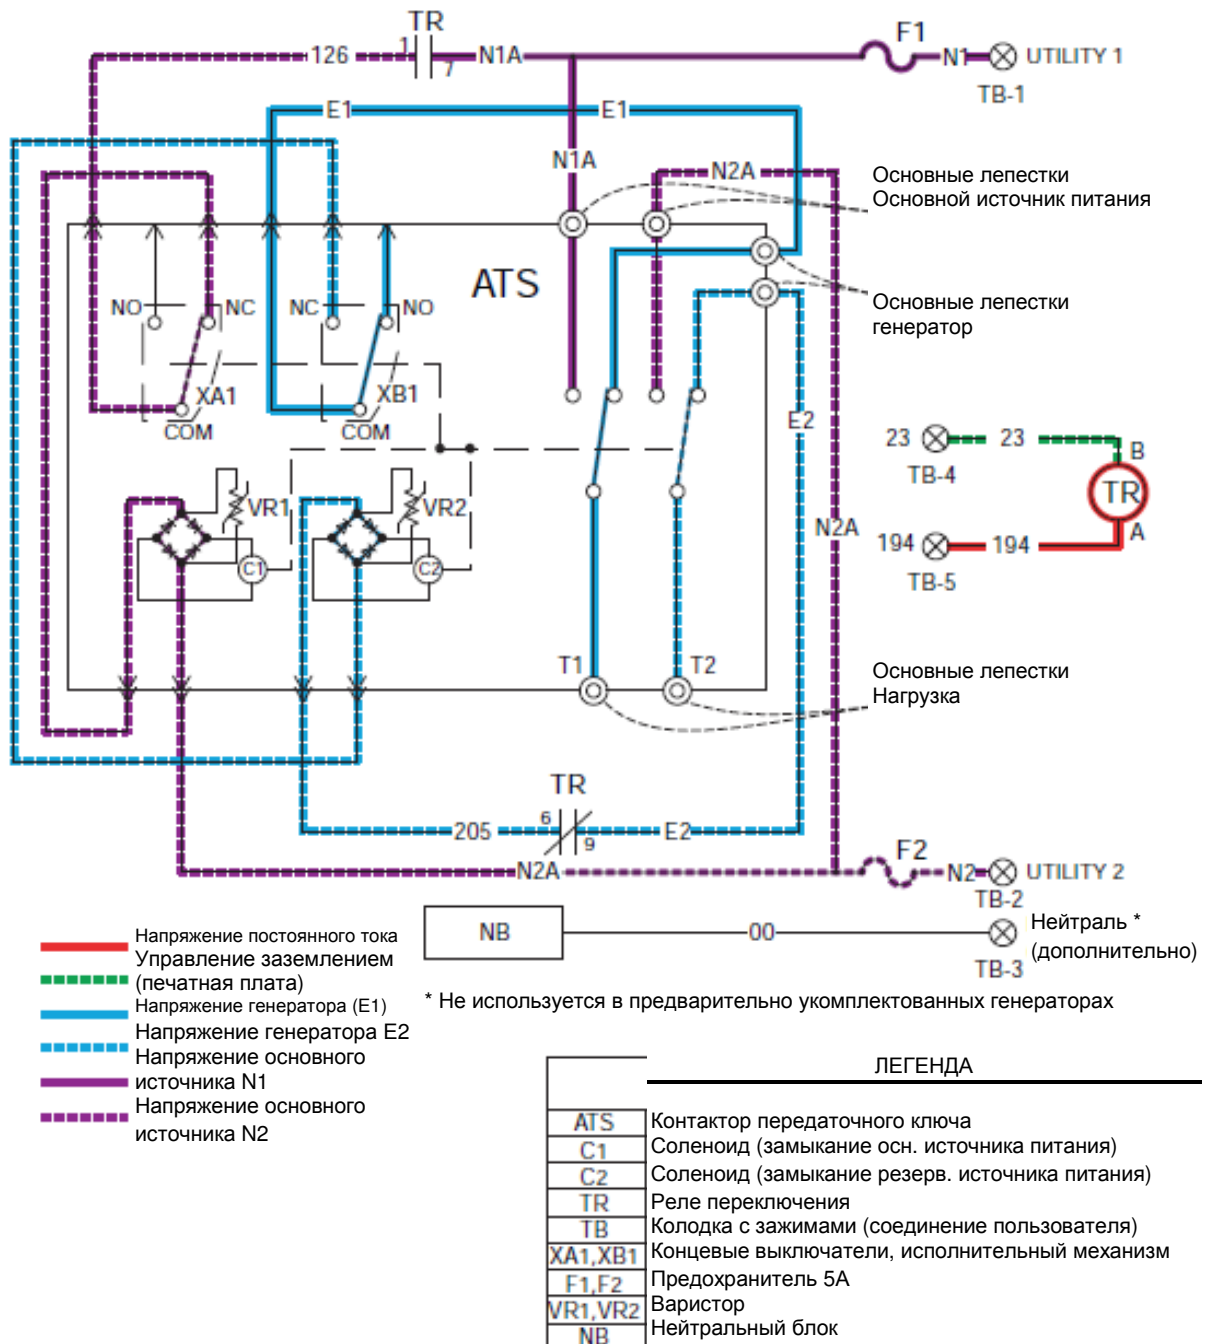 TR
F1
1
126
7
N1A
N1
UTILITY 1
TB-1
E1
E1
N1A
N2A
Основные лепестки
Основной источник питания
ATS
NO
NC
NC
NO
Основные лепестки
генератор
XA1
XB1
COM
COM
E2
23
23
B
TB-4
TR
VR1
VR2
N2A
194
194
A
C1
C2
TB-5
T1
T2
Основные лепестки
Нагрузка
TR
6
205
9
E2
F2
N2A
N2
UTILITY 2
TB-2
NB
00
Нейтраль *
(дополнительно)
TB-3
* Не используется в предварительно укомплектованных генераторах
Напряжение постоянного тока
Управление заземлением
(печатная плата)
Напряжение генератора (E1)
Напряжение генератора E2
Напряжение основного
источника N1
Напряжение основного
источника N2
ЛЕГЕНДА
ATS Контактор передаточного ключа
C1 Соленоид (замыкание осн. источника питания)
C2 Соленоид (замыкание резерв. источника питания)
TR Реле переключения
TB Колодка с зажимами (соединение пользователя)
XA1,XB1 Концевые выключатели, исполнительный механизм
F1,F2 Предохранитель 5А
VR1,VR2 Варистор
NB Нейтральный блок